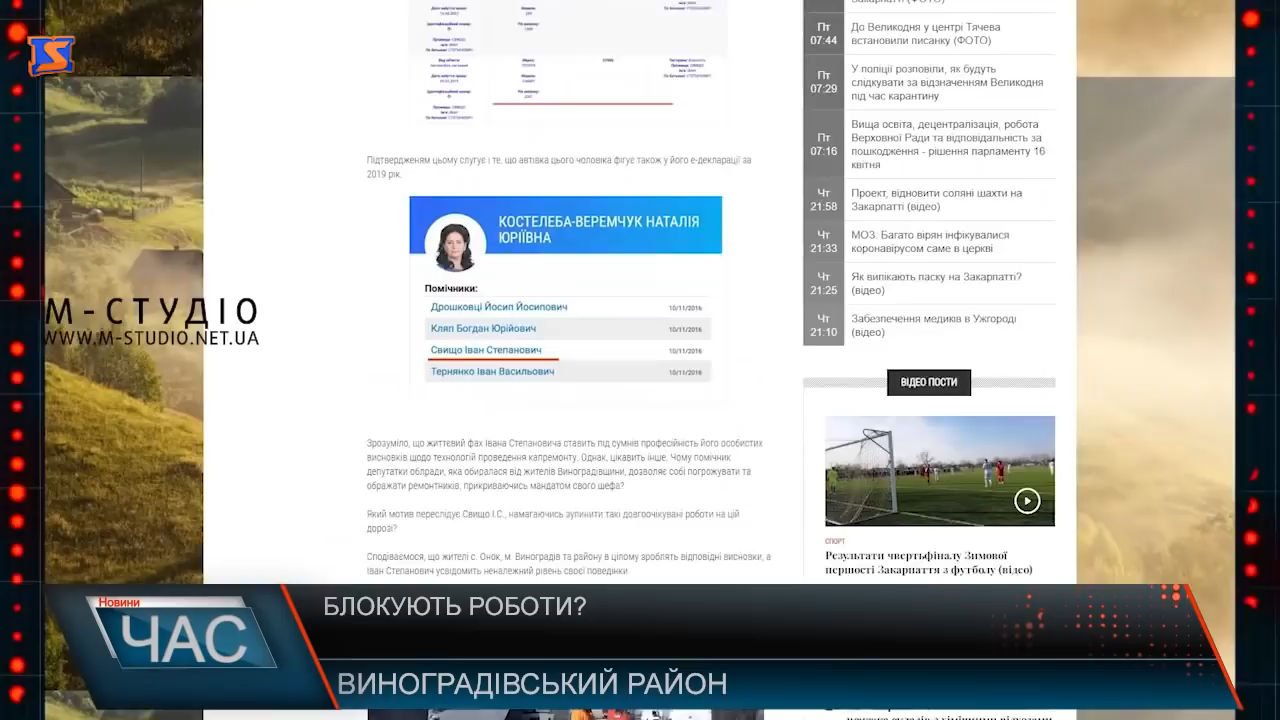 Підтвердженям цьому слугує і те, що автівка цього чоловіка фігує також у його е-декларації за
2019 рік.
КОСТЕЛЕБА-ВЕРЕМЧУК НАТАЛІЯ
ЮРІЇВНА
Помічники:
Дрошковці Йосип Йосипович 10/11/2016
Кляп Богдан Юрійович 10/11/2016
Свищо Іван Степанович 10/11/2016
Тернянко Іван Васильович 10/11/2016
Зрозуміло, що життєвий фах Івана Степановича ставить під сумнів професійність його особистих
висновків щодо технологій проведення капремонту. Однак, цікавить інше. Чому помічник
депутатки облради, яка обиралася від жителів Виноградівщини, дозволяє собі погрожувати та
ображати ремонтників, прикриваючись мандатом свого шефа?
Який мотив переслідує Свищо І.С., намагаючись зупинити такі довгоочікувані роботи на цій
дорозі?
Сподіваємося, що жителі с. Онок, м. Виноградів та району в цілому зроблять відповідні висновки, а
Іван Степанович усвідомить неналежний рівень своєї поведінки.
Пт
07:44
До Великодня у центрі Тячева
встановили писанку (ФОТО)
Пт
07:29
У поліції розповіли, як будуть
слідкувати за відзначенням Великодня
під час карантину
Пт
07:16
Вища освіта, децентралізація, робота
Верховної Ради та відповідальність за
пошкодження - рішення парламенту 16
квітня
Чт
21:58
Проект, відновити соляні шахти на
Закарпатті (відео)
Чт
21:33
МОЗ. Багато вірян інфікувалися
коронавірусом саме в церкві
Чт
21:25
Як випікають паску на Закарпатті?
(відео)
Чт
21:10
Забезпечення медиків в Ужгороді
(відео)
ВІДЕО ПОСТИ
СПОРТ
Результати чвертьфіналу Зимової
першості Закарпаття з футболу (відео)
М-СТУДІО
WWW.M-STUDIO.NET.UA
Новини
ЧАС
БЛОКУЮТЬ РОБОТИ?
ВИНОГРАДІВСЬКИЙ РАЙОН